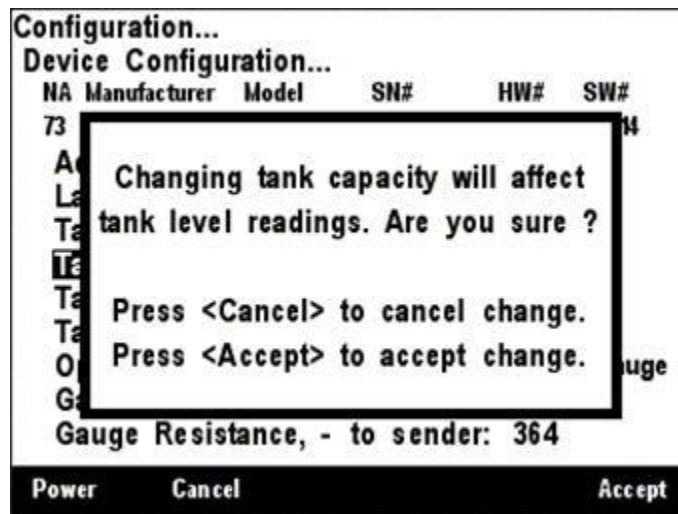 Configuration...
Device Configuration...
NA Manufacturer Model SN# HW# SW#
73
Changing tank capacity will affect
tank level readings. Are you sure ?
Press <Cancel> to cancel change.
Press <Accept> to accept change.
Gauge Resistance, - to sender: 364
Power Cancel Accept